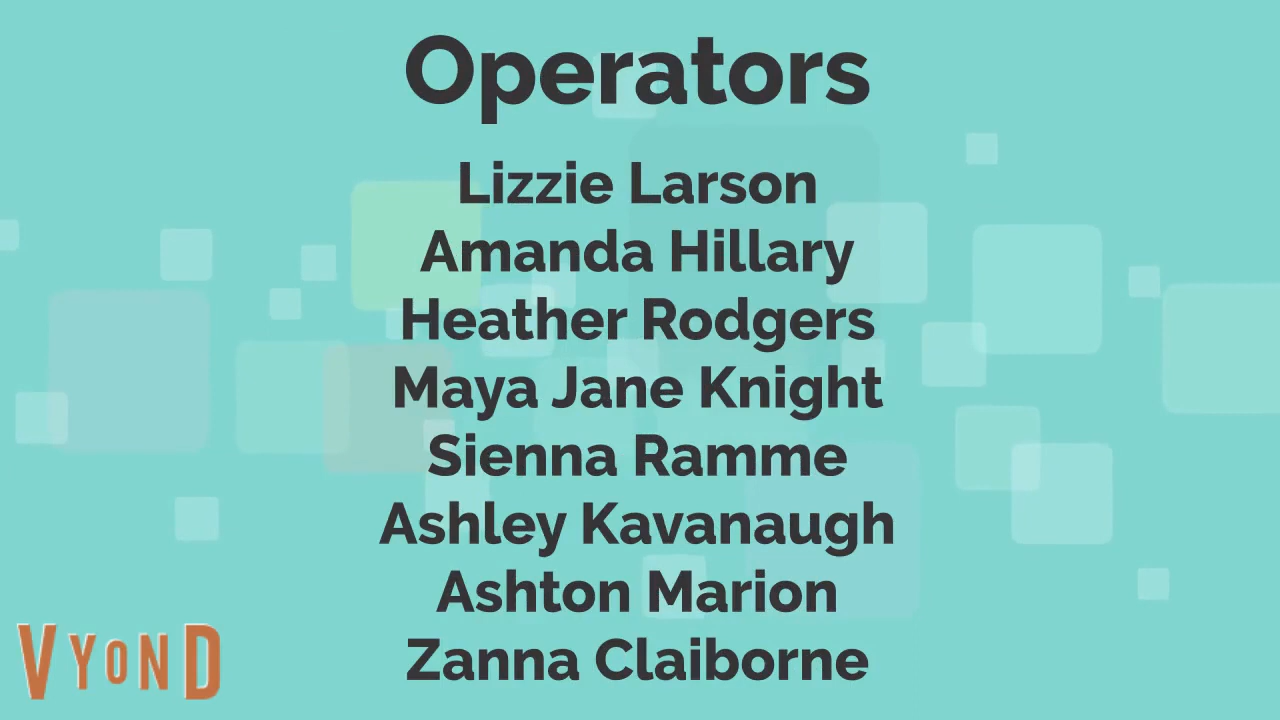 Operators
Lizzie Larson
Amanda Hillary
Heather Rodgers
Maya Jane Knight
Sienna Ramme
Ashley Kavanaugh
Ashton Marion
Zanna Claiborne
VYOND